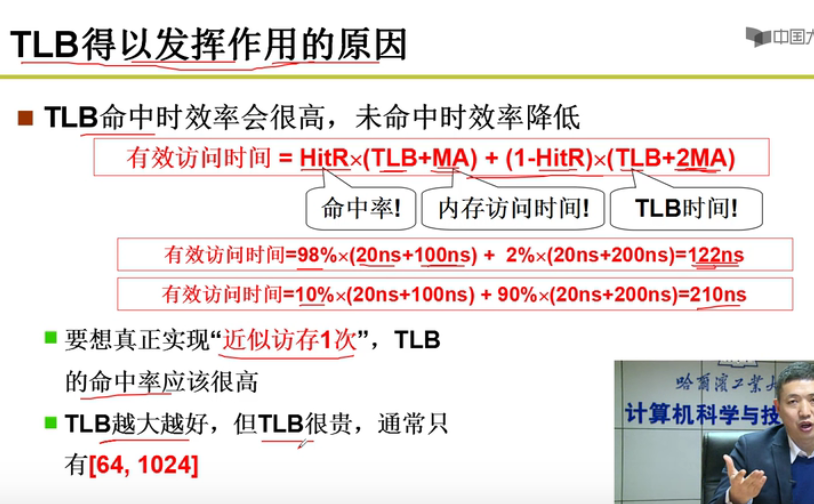 TLB得以发挥作用的原因
中国大
TLB命中时效率会很高，未命中时效率降低
有效访问时间 = HitR×(TLB+MA) + (1-HitR)×(TLB+2MA)
命中率!
内存访问时间!
TLB时间!
有效访问时间=98%×(20ns+100ns) + 2%×(20ns+200ns)=122ns
有效访问时间=10%×(20ns+100ns) + 90%×(20ns+200ns)=210ns
要想真正实现“近似访存1次”，TLB
的命中率应该很高
TLB越大越好，但TLB很贵，通常只
有[64, 1024]
哈尔滨工业大
计算机科学与技